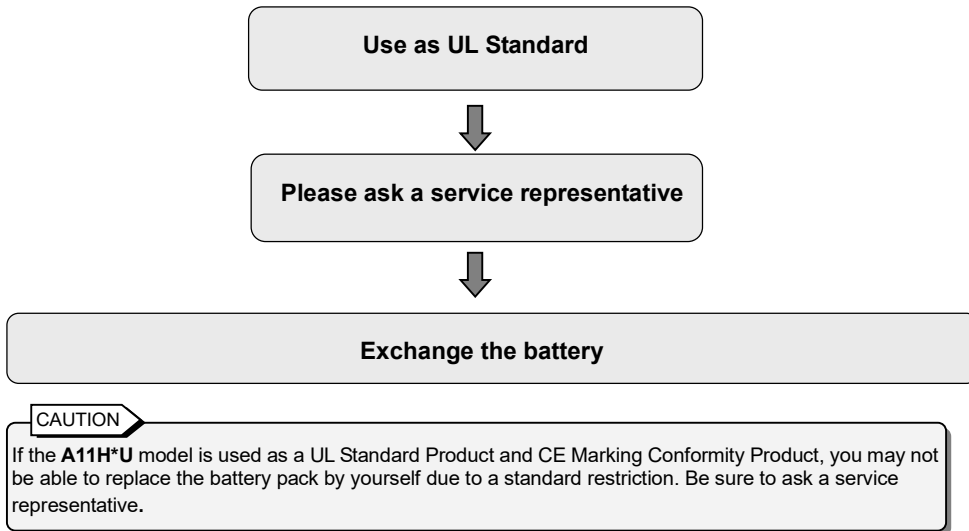 Use as UL Standard
Please ask a service representative
Exchange the battery
CAUTION
If the A11H*U model is used as a UL Standard Product and CE Marking Conformity Product, you may not
be able to replace the battery pack by yourself due to a standard restriction. Be sure to ask a service
representative.